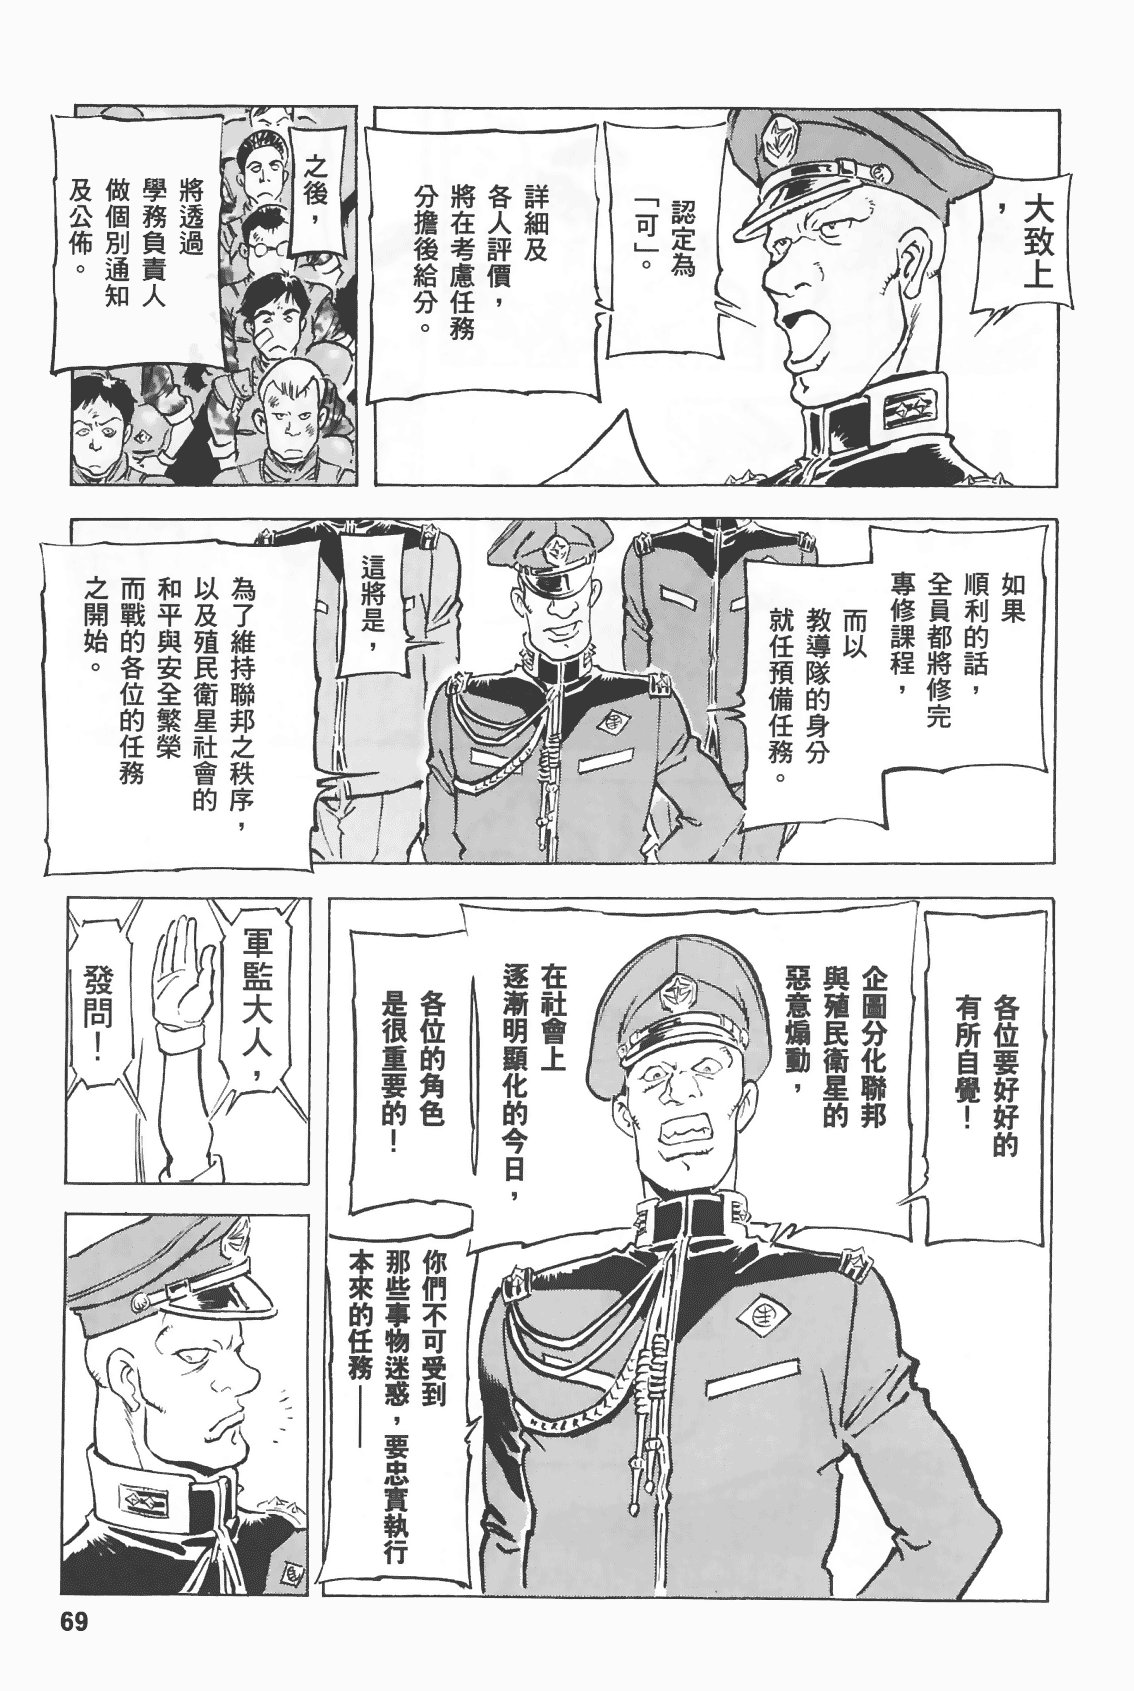 大致上，
認定為
「可」。
詳細及
各人評價，
將在考慮任務
分擔後給分。
之後，
將透過
學務負責人
做個別通知
及公佈。
如果
順利的話，
全員都將修完
專修課程，
而以
教導隊的身分
就任預備任務。
這將是，
為了維持聯邦之秩序，
以及殖民衛星社會的
和平與安全繁榮
而戰的各位的任務
之開始。
各位要好好的
有所自覺！
企圖分化聯邦
與殖民衛星的
惡意煽動，
在社會上
逐漸明顯化的今日，
各位的角色
是很重要的！
你們不可受到
那些事物迷惑，要忠實執行
本來的任務——
軍監大人，
發問！
69